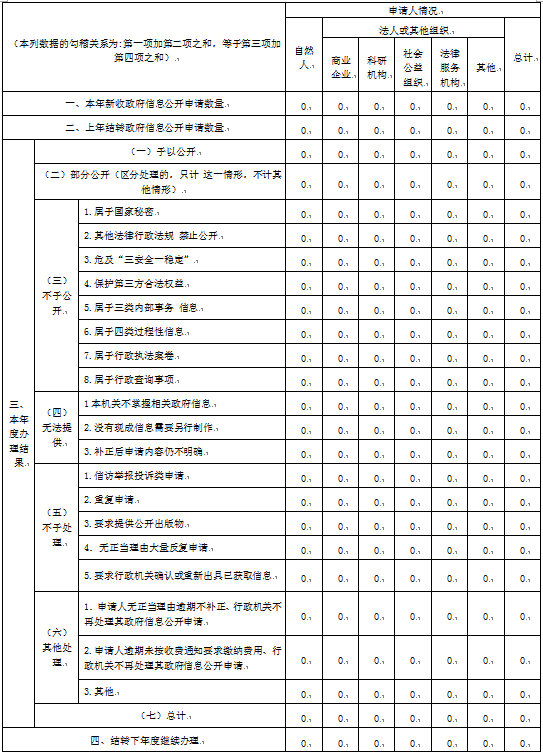 （本列数据的勾稽关系为:第一项加第二项之和，等于第三项加
第四项之和）
申请人情况
自然
人
法人或其他组织
总计
商业
企业
科研
机构
社会
公益
组织
法律
服务
机构
其他
一、本年新收政府信息公开申请数量 0 0 0 0 0 0 0
二、上年结转政府信息公开申请数量 0 0 0 0 0 0 0
三、
本年
度办
理结
果
（一）予以公开 0 0 0 0 0 0 0
（二）部分公开（区分处理的，只计 这一情形，不计其
他情形） 0 0 0 0 0 0 0
（三）
不予公
开
1.属于国家秘密 0 0 0 0 0 0 0
2.其他法律行政法规 禁止公开 0 0 0 0 0 0 0
3.危及“三安全一稳定” 0 0 0 0 0 0 0
4.保护第三方合法权益 0 0 0 0 0 0 0
5.属于三类内部事务 信息 0 0 0 0 0 0 0
6.属于四类过程性信息 0 0 0 0 0 0 0
7.属于行政执法案卷 0 0 0 0 0 0 0
8.属于行政查询事项 0 0 0 0 0 0 0
（四）
无法提
供
1本机关不掌握相关政府信息 0 0 0 0 0 0 0
2.没有现成信息需要另行制作 0 0 0 0 0 0 0
3.补正后申请内容仍不明确 0 0 0 0 0 0 0
（五）
不予处
理
1.信访举报投诉类申请 0 0 0 0 0 0 0
2.重复申请 0 0 0 0 0 0 0
3.要求提供公开出版物 0 0 0 0 0 0 0
4. 无正当理由大量反复申请 0 0 0 0 0 0 0
5.要求行政机关确认或重新出具已获取信息 0 0 0 0 0 0 0
（六）
其他处
理
1. 申请人无正当理由逾期不补正、行政机关不
再处理其政府信息公开申请 0 0 0 0 0 0 0
2.申请人逾期未按收费通知要求缴纳费用、行
政机关不再处理其政府信息公开申请 0 0 0 0 0 0 0
3.其他 0 0 0 0 0 0 0
（七）总计 0 0 0 0 0 0 0
四、结转下年度继续办理 0 0 0 0 0 0 0